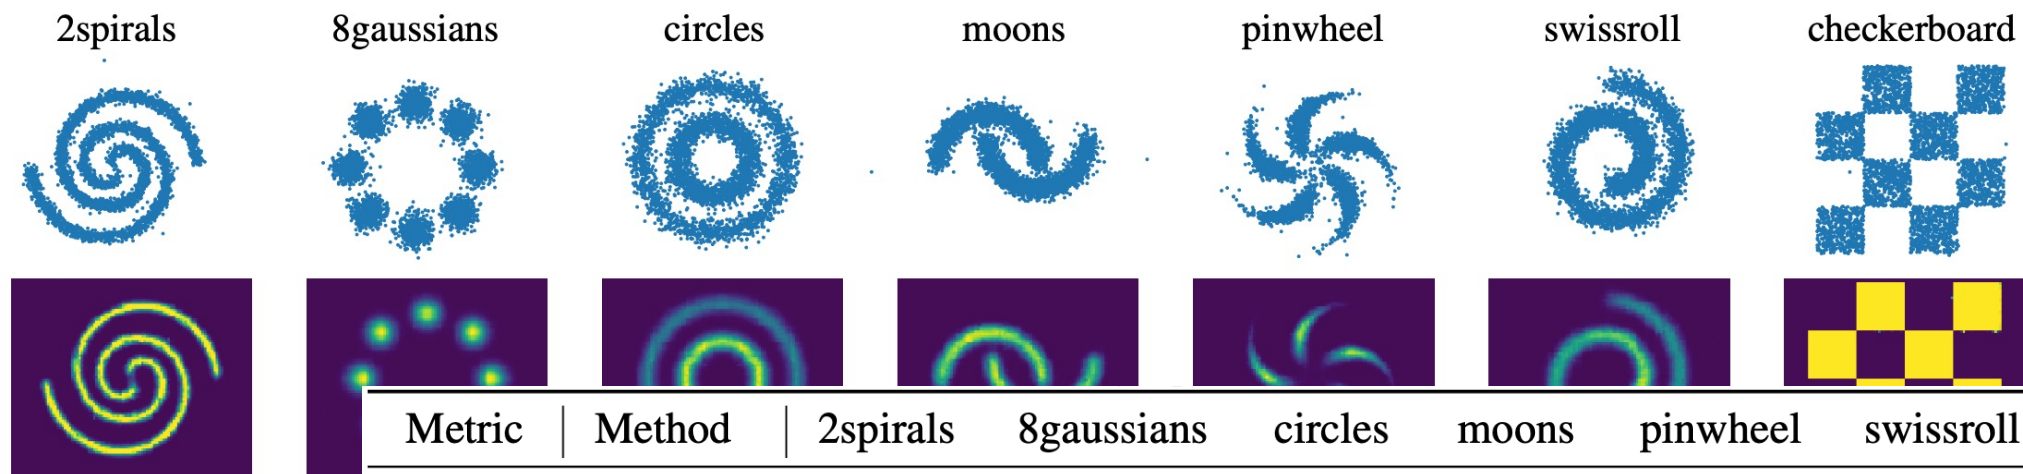 2spirals 8gaussians circles moons pinwheel swissroll checkerboard
Metric Method 2spirals 8gaussians circles moons pinwheel swissroll